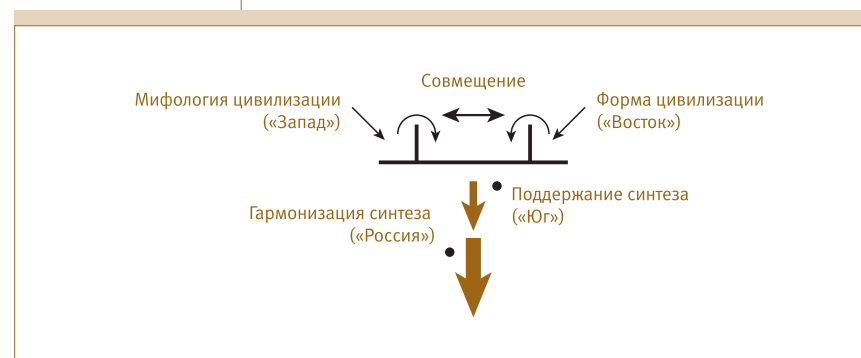 Совмещение
Мифология цивилизации
(«Запад»)
Форма цивилизации
(«Восток»)
Поддержание синтеза
(«Юг»)
Гармонизация синтеза
(«Россия»)